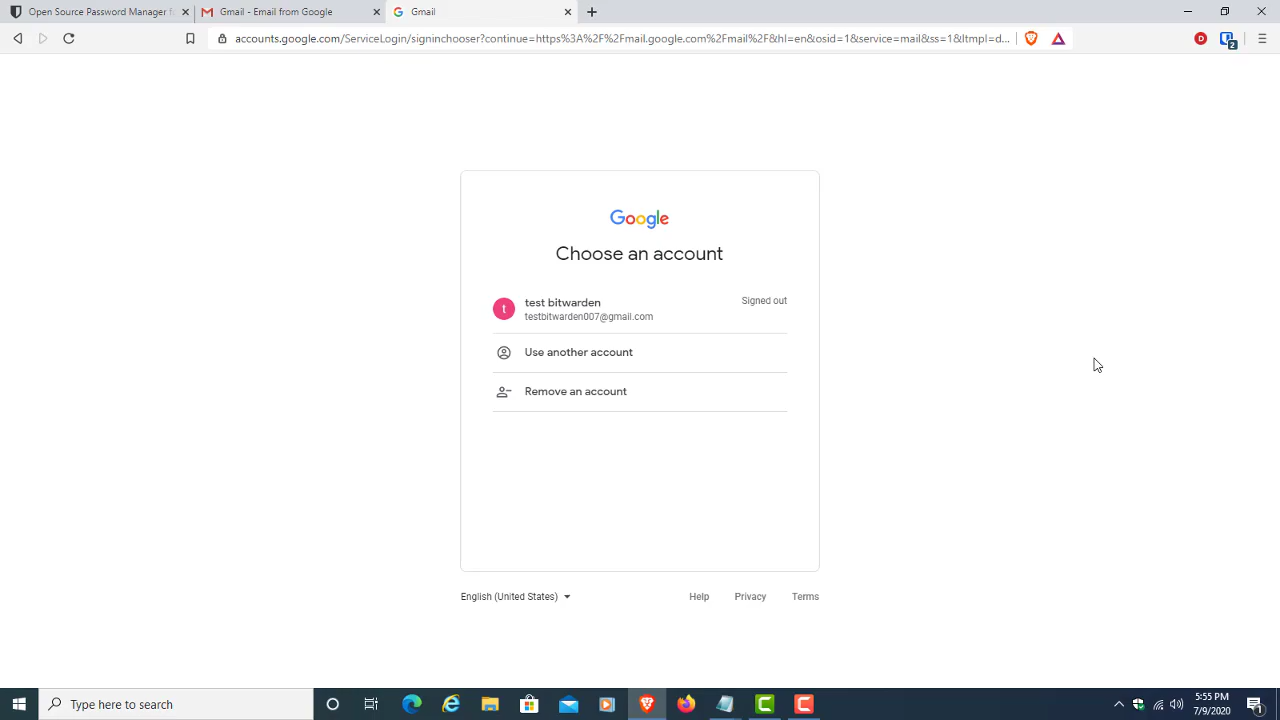 Open Source Password Manager fo
Gmail - Email from Google
Gmail
accounts.google.com/ServiceLogin/signinchooser?continue=https%3A%2F%2Fmail.google.com%2Fmail%2F&hl=en&osid=1&service=mail&ss=1&ltmpl=d...
D
2
Google
Choose an account
t
test bitwarden
Signed out
testbitwarden007@gmail.com
Use another account
Remove an account
English (United States)
Help
Privacy
Terms
Type here to search
5:55 PM
7/9/2020
1